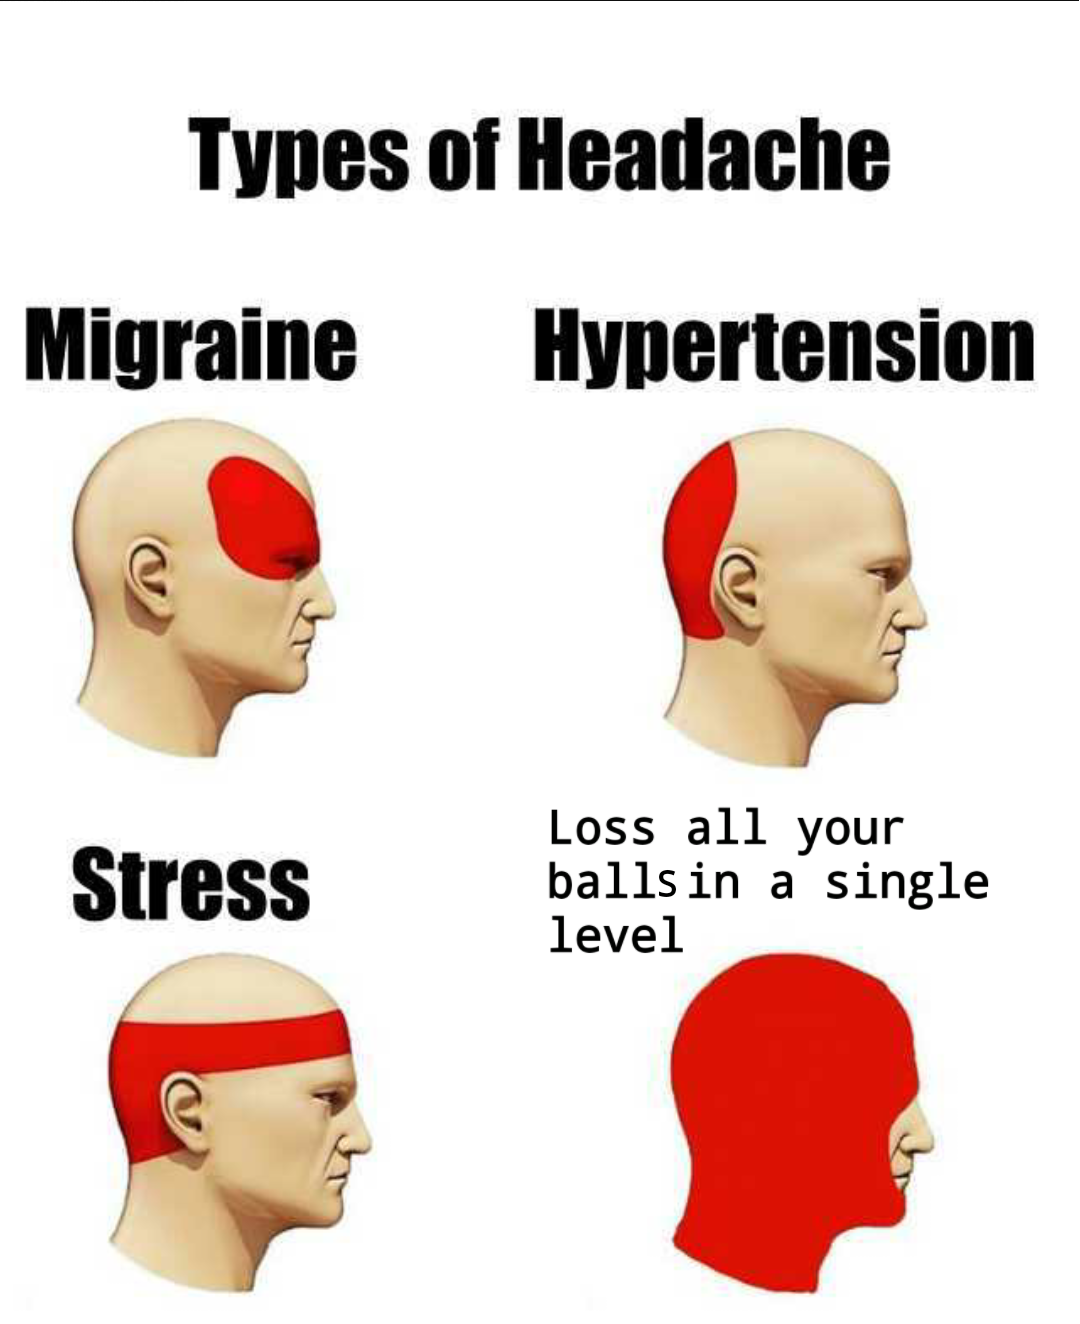 Types of Headache
Migraine
Hypertension
Stress
Loss all your
balls in a single
level